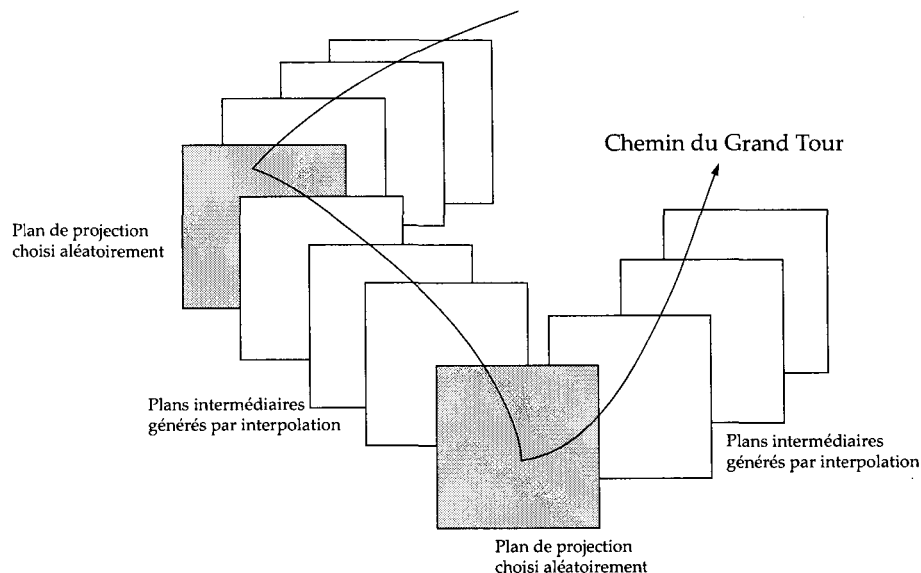 Chemin du Grand Tour
Plan de projection
choisi aléatoirement
Plans intermédiaires
générés par interpolation
Plans intermédiaires
générés par interpolation
Plan de projection
choisi aléatoirement